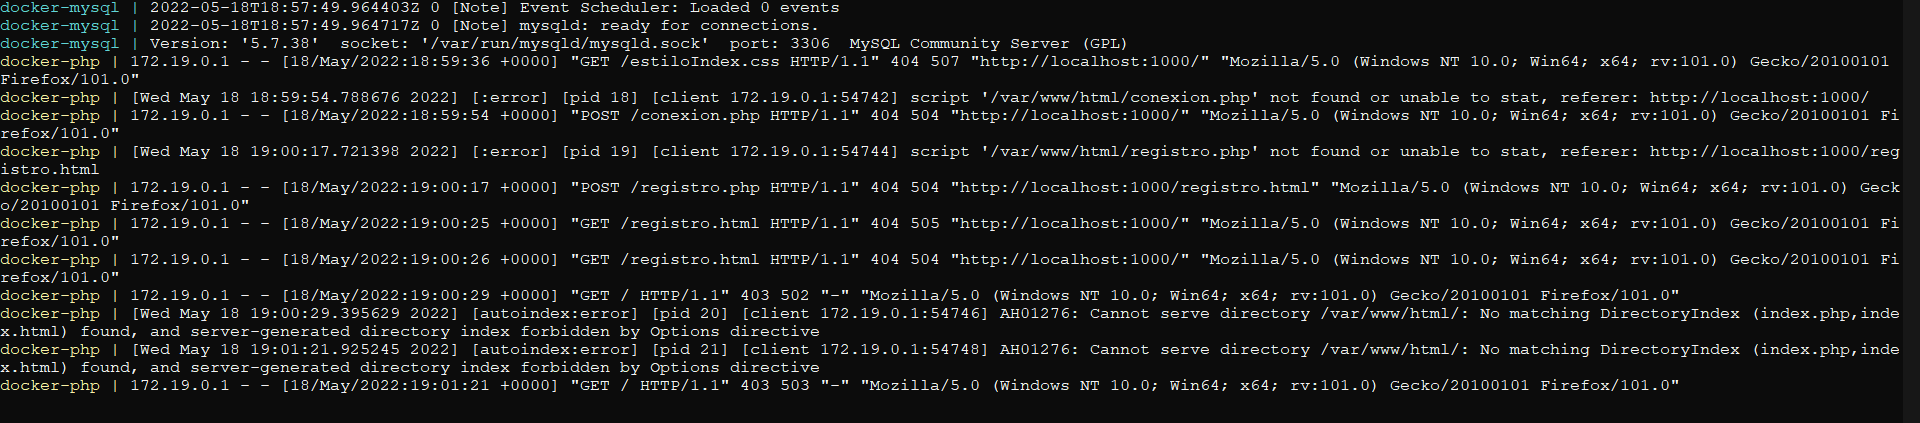 docker-mysql | 2022-05-18T18:57:49.964403Z 0 [Note] Event Scheduler: Loaded 0 events
docker-mysql | 2022-05-18T18:57:49.964717Z 0 [Note] mysqld: ready for connections.
docker-mysql | Version: '5.7.38'  socket: '/var/run/mysqld/mysqld.sock'  port: 3306  MySQL Community Server (GPL)
docker-php | 172.19.0.1 - - [18/May/2022:18:59:36 +0000] "GET /estiloIndex.css HTTP/1.1" 404 507 "http://localhost:1000/" "Mozilla/5.0 (Windows NT 10.0; Win64; x64; rv:101.0) Gecko/20100101
Firefox/101.0"
docker-php | [Wed May 18 18:59:54.788676 2022] [:error] [pid 18] [client 172.19.0.1:54742] script '/var/www/html/conexion.php' not found or unable to stat, referer: http://localhost:1000/
docker-php | 172.19.0.1 - - [18/May/2022:18:59:54 +0000] "POST /conexion.php HTTP/1.1" 404 504 "http://localhost:1000/" "Mozilla/5.0 (Windows NT 10.0; Win64; x64; rv:101.0) Gecko/20100101 Fi
refox/101.0"
docker-php | [Wed May 18 19:00:17.721398 2022] [:error] [pid 19] [client 172.19.0.1:54744] script '/var/www/html/registro.php' not found or unable to stat, referer: http://localhost:1000/reg
istro.html
docker-php | 172.19.0.1 - - [18/May/2022:19:00:17 +0000] "POST /registro.php HTTP/1.1" 404 504 "http://localhost:1000/registro.html" "Mozilla/5.0 (Windows NT 10.0; Win64; x64; rv:101.0) Geck
o/20100101 Firefox/101.0"
docker-php | 172.19.0.1 - - [18/May/2022:19:00:25 +0000] "GET /registro.html HTTP/1.1" 404 505 "http://localhost:1000/" "Mozilla/5.0 (Windows NT 10.0; Win64; x64; rv:101.0) Gecko/20100101 Fi
refox/101.0"
docker-php | 172.19.0.1 - - [18/May/2022:19:00:26 +0000] "GET /registro.html HTTP/1.1" 404 504 "http://localhost:1000/" "Mozilla/5.0 (Windows NT 10.0; Win64; x64; rv:101.0) Gecko/20100101 Fi
refox/101.0"
docker-php | 172.19.0.1 - - [18/May/2022:19:00:29 +0000] "GET / HTTP/1.1" 403 502 "-" "Mozilla/5.0 (Windows NT 10.0; Win64; x64; rv:101.0) Gecko/20100101 Firefox/101.0"
docker-php | [Wed May 18 19:00:29.395629 2022] [autoindex:error] [pid 20] [client 172.19.0.1:54746] AH01276: Cannot serve directory /var/www/html/: No matching DirectoryIndex (index.php,inde
x.html) found, and server-generated directory index forbidden by Options directive
docker-php | [Wed May 18 19:01:21.925245 2022] [autoindex:error] [pid 21] [client 172.19.0.1:54748] AH01276: Cannot serve directory /var/www/html/: No matching DirectoryIndex (index.php,inde
x.html) found, and server-generated directory index forbidden by Options directive
docker-php | 172.19.0.1 - - [18/May/2022:19:01:21 +0000] "GET / HTTP/1.1" 403 503 "-" "Mozilla/5.0 (Windows NT 10.0; Win64; x64; rv:101.0) Gecko/20100101 Firefox/101.0"